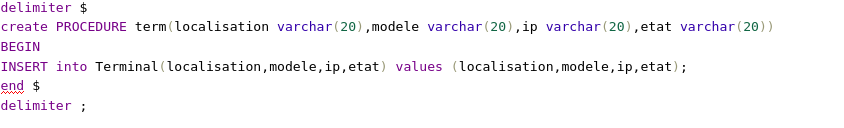 delimiter $
create PROCEDURE term(localisation varchar(20),modele varchar(20),ip varchar(20),etat varchar(20))
BEGIN
INSERT into Terminal(localisation,modele,ip,etat) values (localisation,modele,ip,etat);
end $
delimiter ;